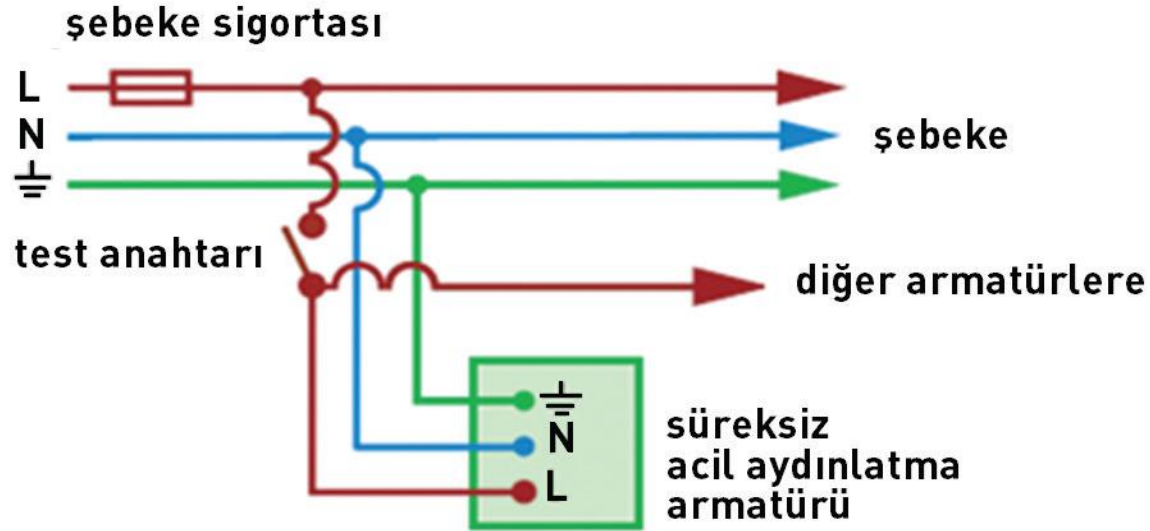 şebeke sigortası
L
N
şebeke
test anahtarı
diğer armatürlere
N
L
süreksiz
acil aydınlatma
armatürü